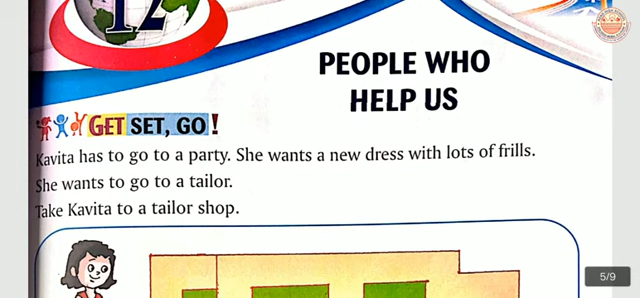 12
PEOPLE WHO
HELP US
GET SET, GO !
Kavita has to go to a party. She wants a new dress with lots of frills.
She wants to go to a tailor.
Take Kavita to a tailor shop.
5/9